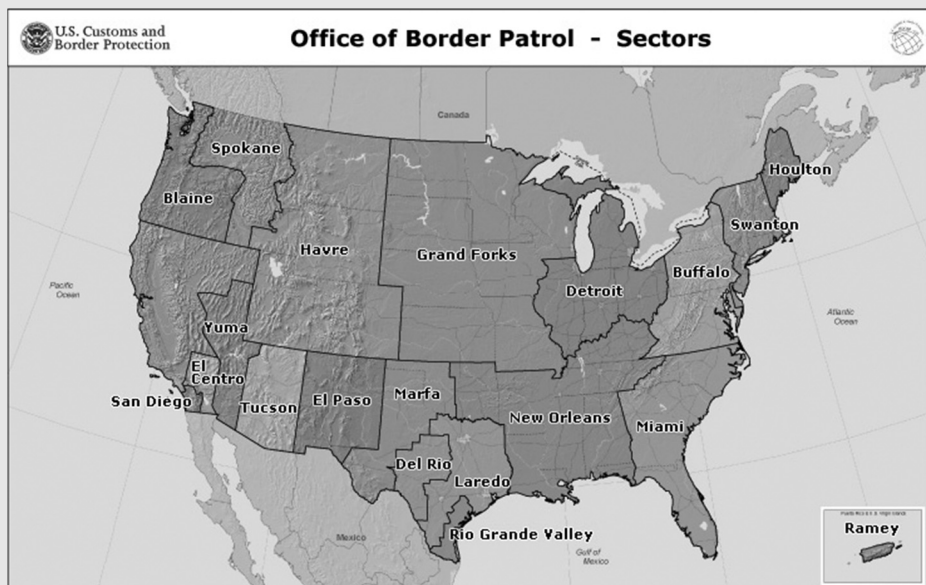 U.S. Customs and
Border Protection
Office of Border Patrol - Sectors
Canada
Spokane
Houlton
Blaine
Swanton
Havre
Grand Forks
Buffalo
Pacific
Ocean
Detroit
Atlantic
Ocean
Yuma
El
Centro
San Diego
Tucson
El Paso
Marfa
New Orleans
Miami
Del Rio
Laredo
Rio Grande Valley
Mexico
Gulf of
Mexico
Ramey